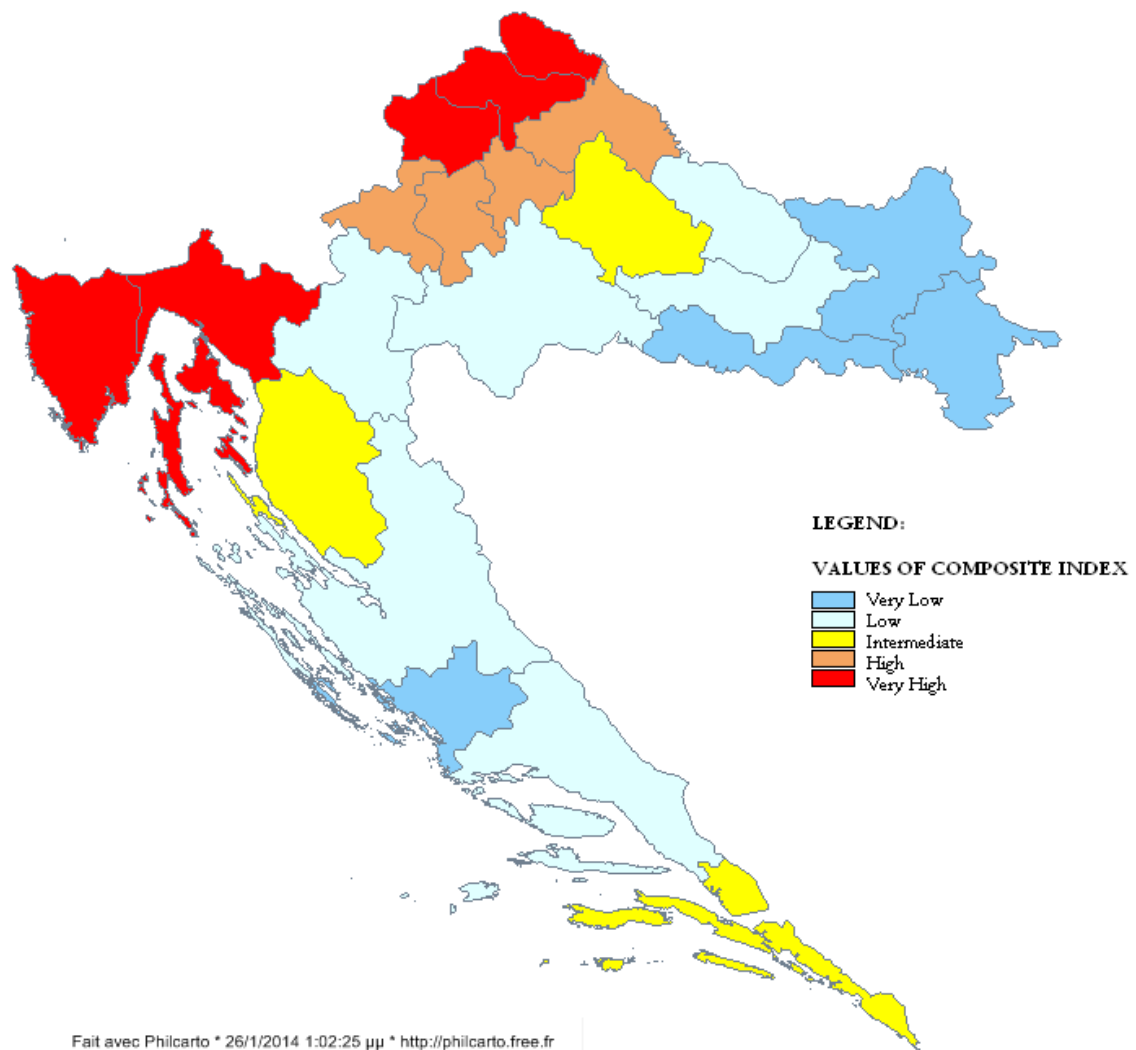 LEGEND:
VALUES OF COMPOSITE INDEX
Very Low
Low
Intermediate
High
Very High
Fait avec Philcarto * 26/1/2014 1:02:25 μμ * http://philcarto.free.fr